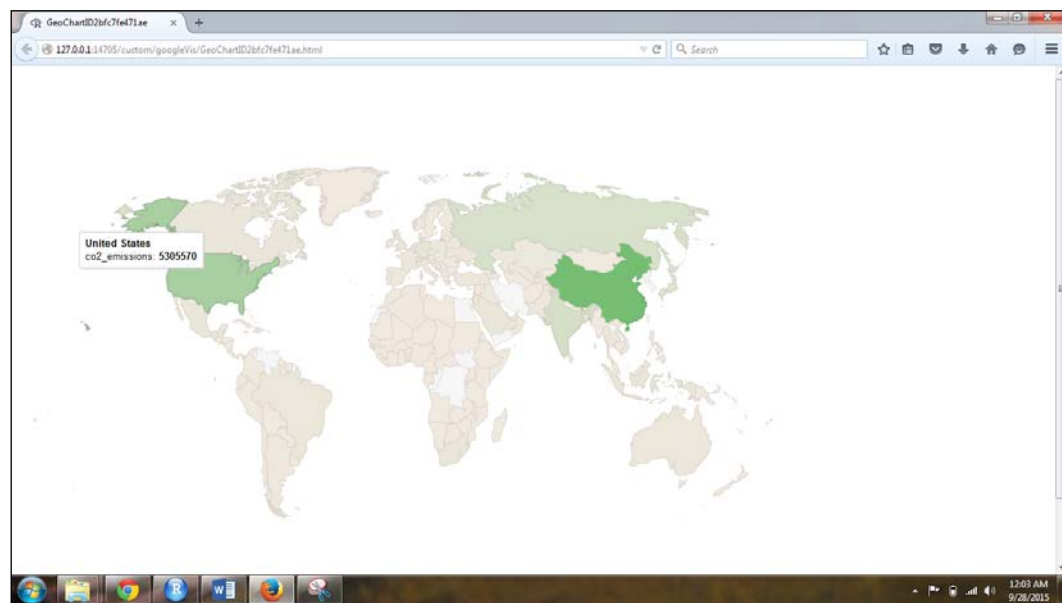 GeoChartID2bfc7fe471ae
127.0.0.1:14705/custom/googleVis/GeoChartID2bfc7fe471ae.html
Search
United States
co2_emissions: 5305570
12:03 AM
9/28/2015